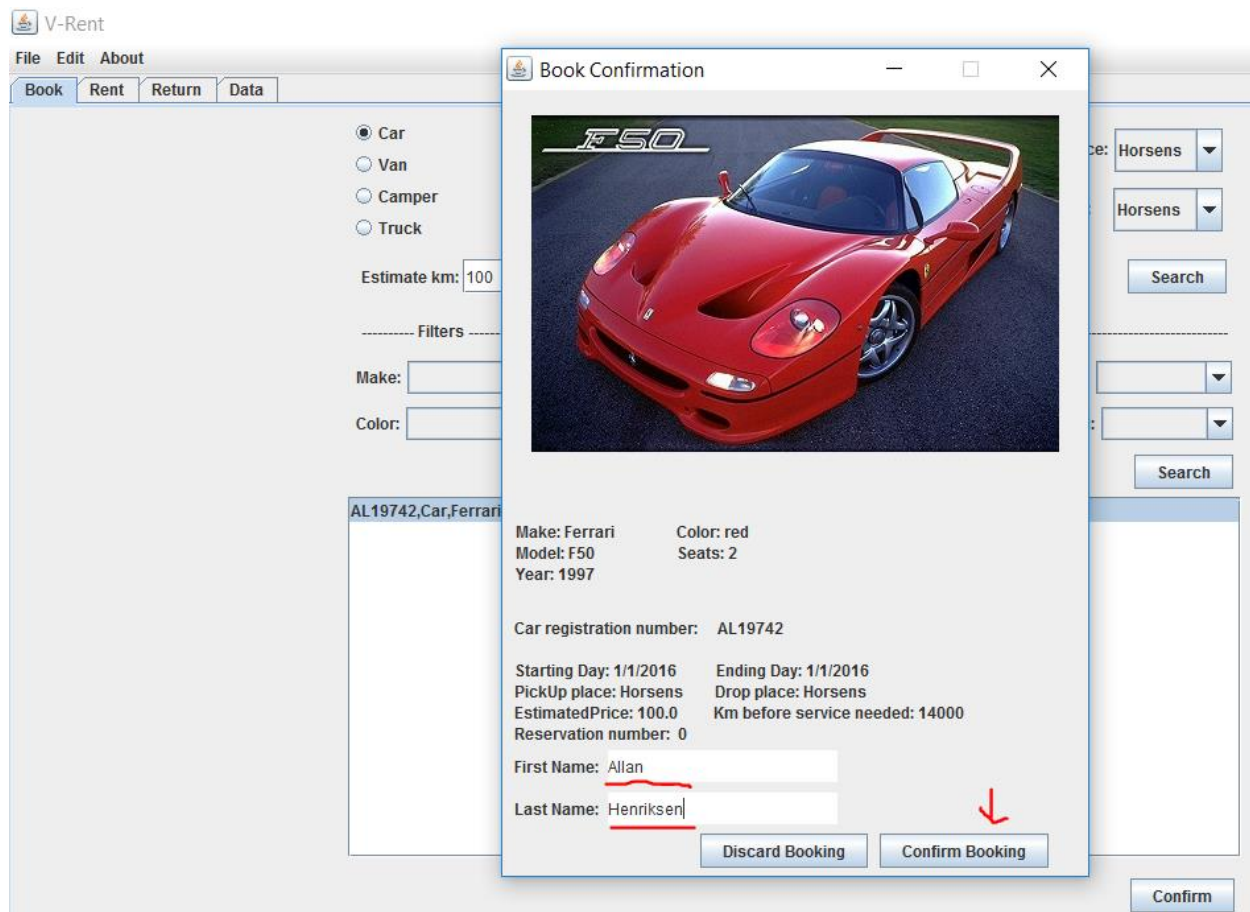 V-Rent
File Edit About
Book Rent Return Data
Car
Van
Camper
Truck
Horsens
Horsens
Estimate km: 100
Search
---------- Filters
Make:
Color:
Search
AL19742,Car,Ferrari
Confirm
Book Confirmation
F50
Make: Ferrari Color: red
Model: F50 Seats: 2
Year: 1997
Car registration number: AL19742
Starting Day: 1/1/2016 Ending Day: 1/1/2016
PickUp place: Horsens Drop place: Horsens
EstimatedPrice: 100.0 Km before service needed: 14000
Reservation number: 0
First Name: Allan
Last Name: Henriksen
Discard Booking Confirm Booking